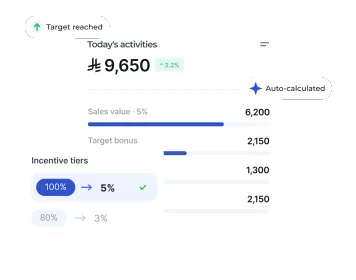 Target reached
Today's activities
⃁ 9,650 2.2%
Auto-calculated
Sales value · 5% 6,200
Target bonus 2,150
Incentive tiers
1,300
100% → 5%
2,150
80% → 3%